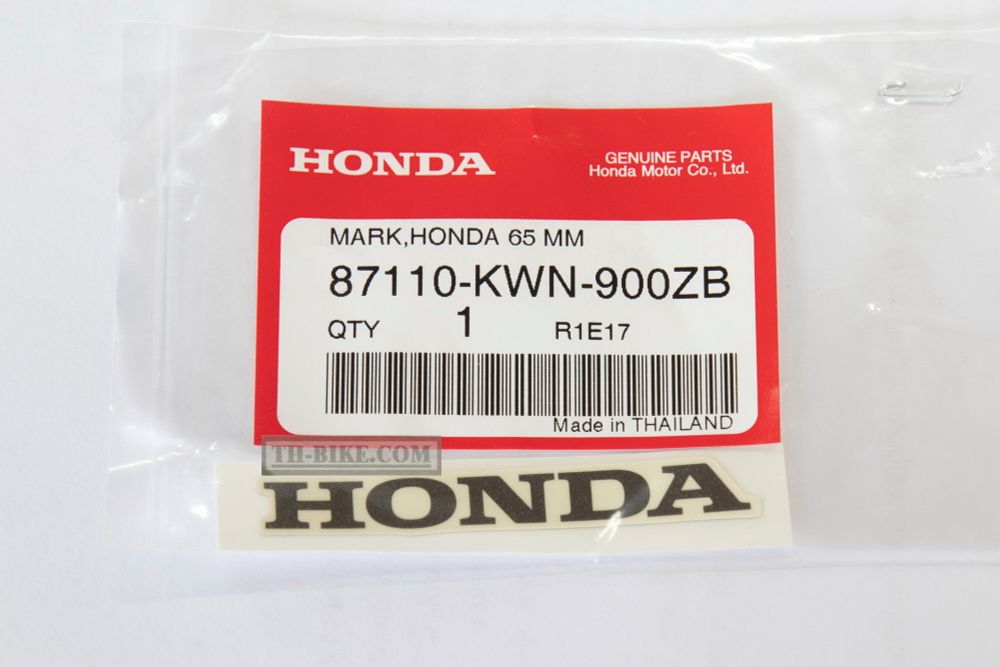 HONDA
GENUINE PARTS
Honda Motor Co., Ltd.
MARK,HONDA 65 MM
87110-KWN-900ZB
QTY 1 R1E17
Made in THAILAND
TH-BIKE.COM
HONDA